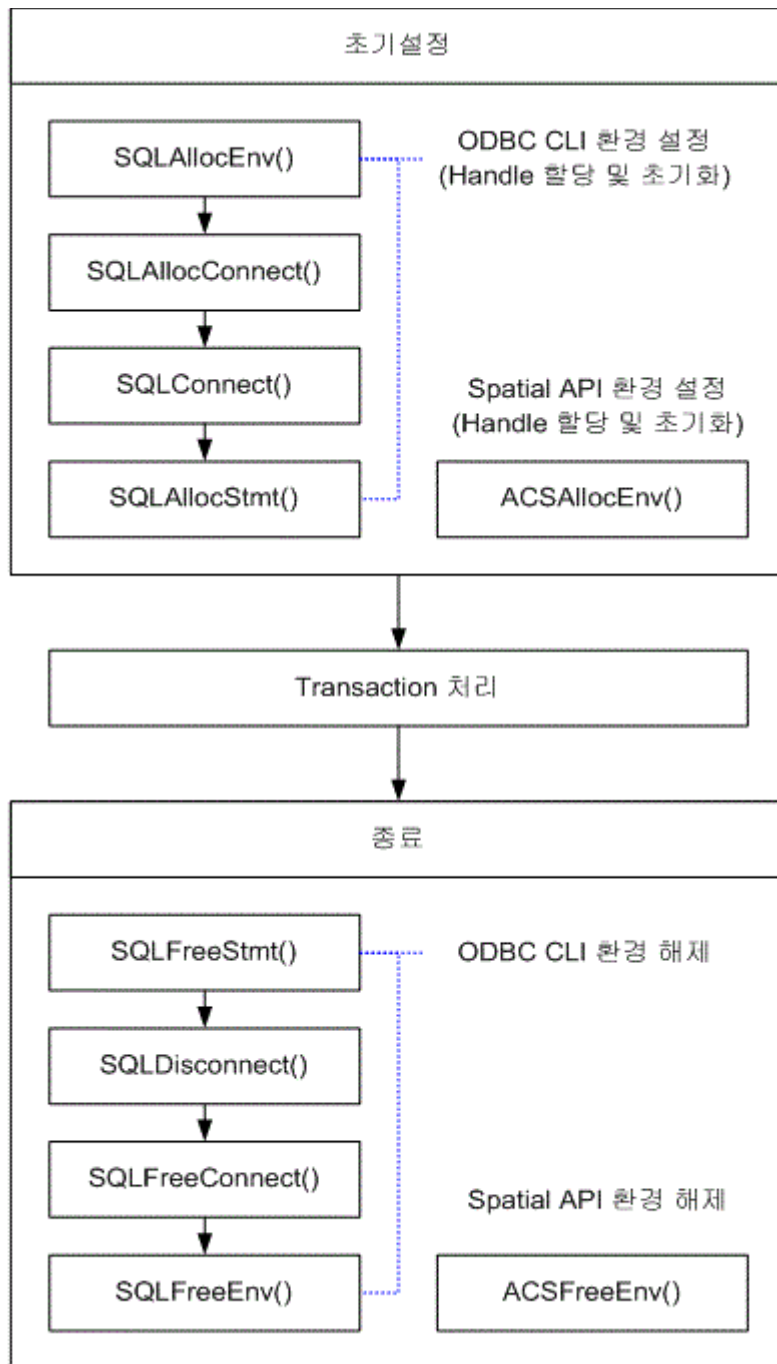 초기설정
SQLAllocEnv()
ODBC CLI 환경 설정
(Handle 할당 및 초기화)
SQLAllocConnect()
SQLConnect()
Spatial API 환경 설정
(Handle 할당 및 초기화)
SQLAllocStmt()
ACSAllocEnv()
Transaction 처리
종료
SQLFreeStmt()
ODBC CLI 환경 해제
SQLDisconnect()
SQLFreeConnect()
Spatial API 환경 해제
SQLFreeEnv()
ACSFreeEnv()